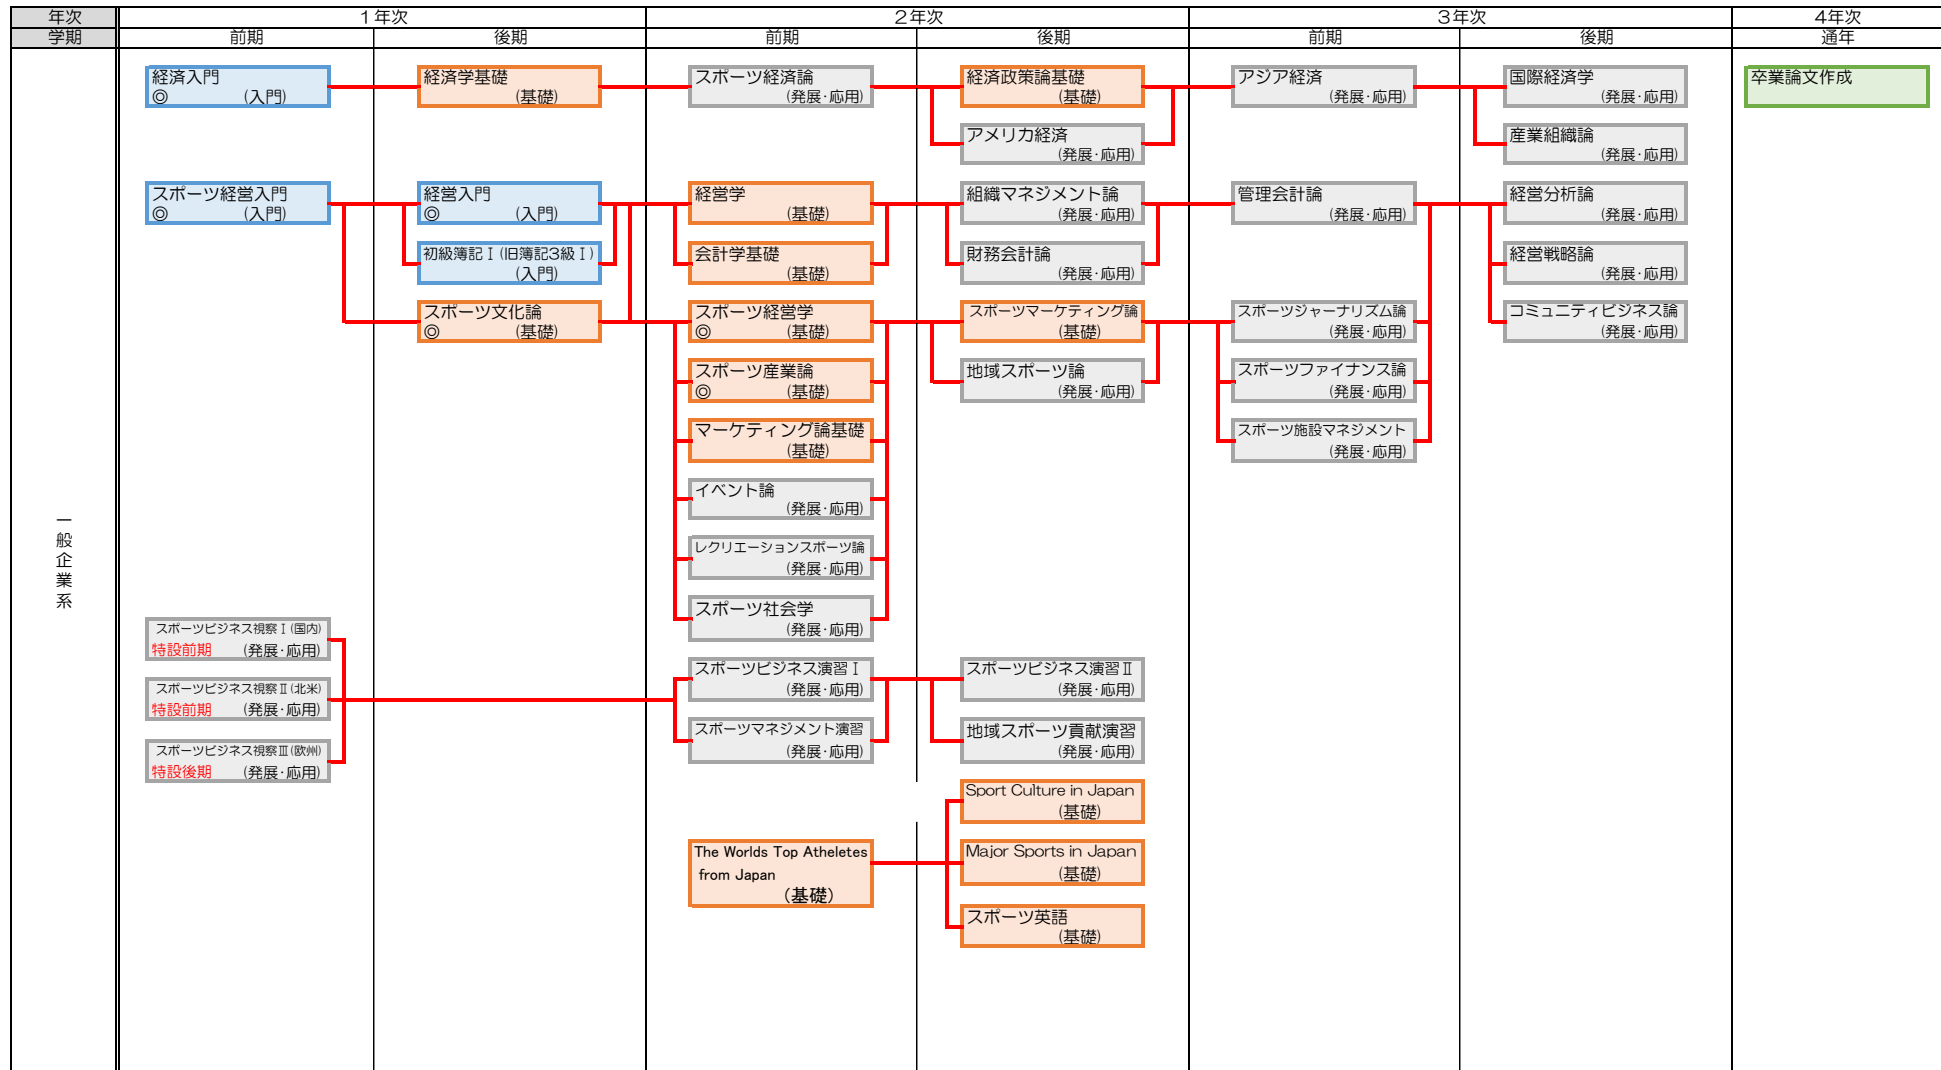 年次 1年次 2年次 3年次 4年次
学期 前期 後期 前期 後期 前期 後期 通年
一般企業系
経済入門
◎ (入門)
経済学基礎
(基礎)
スポーツ経済論
(発展・応用)
経済政策論基礎
(基礎)
アジア経済
(発展・応用)
国際経済学
(発展・応用)
卒業論文作成
アメリカ経済
(発展・応用)
産業組織論
(発展・応用)
スポーツ経営入門
◎ (入門)
経営入門
◎ (入門)
経営学
(基礎)
組織マネジメント論
(発展・応用)
管理会計論
(発展・応用)
経営分析論
(発展・応用)
初級簿記Ⅰ(旧簿記3級Ⅰ)
(入門)
会計学基礎
(基礎)
財務会計論
(発展・応用)
経営戦略論
(発展・応用)
スポーツ文化論
◎ (基礎)
スポーツ経営学
◎ (基礎)
スポーツマーケティング論
(基礎)
スポーツジャーナリズム論
(発展・応用)
コミュニティビジネス論
(発展・応用)
スポーツ産業論
◎ (基礎)
地域スポーツ論
(発展・応用)
スポーツファイナンス論
(発展・応用)
マーケティング論基礎
(基礎)
スポーツ施設マネジメント
(発展・応用)
イベント論
(発展・応用)
レクリエーションスポーツ論
(発展・応用)
スポーツ社会学
(発展・応用)
スポーツビジネス視察Ⅰ(国内)
特設前期 (発展・応用)
スポーツビジネス演習Ⅰ
(発展・応用)
スポーツビジネス演習Ⅱ
(発展・応用)
スポーツビジネス視察Ⅱ(北米)
特設前期 (発展・応用)
スポーツマネジメント演習
(発展・応用)
地域スポーツ貢献演習
(発展・応用)
スポーツビジネス視察Ⅲ(欧州)
特設後期 (発展・応用)
Sport Culture in Japan
(基礎)
The Worlds Top Atheletes
from Japan
(基礎)
Major Sports in Japan
(基礎)
スポーツ英語
(基礎)